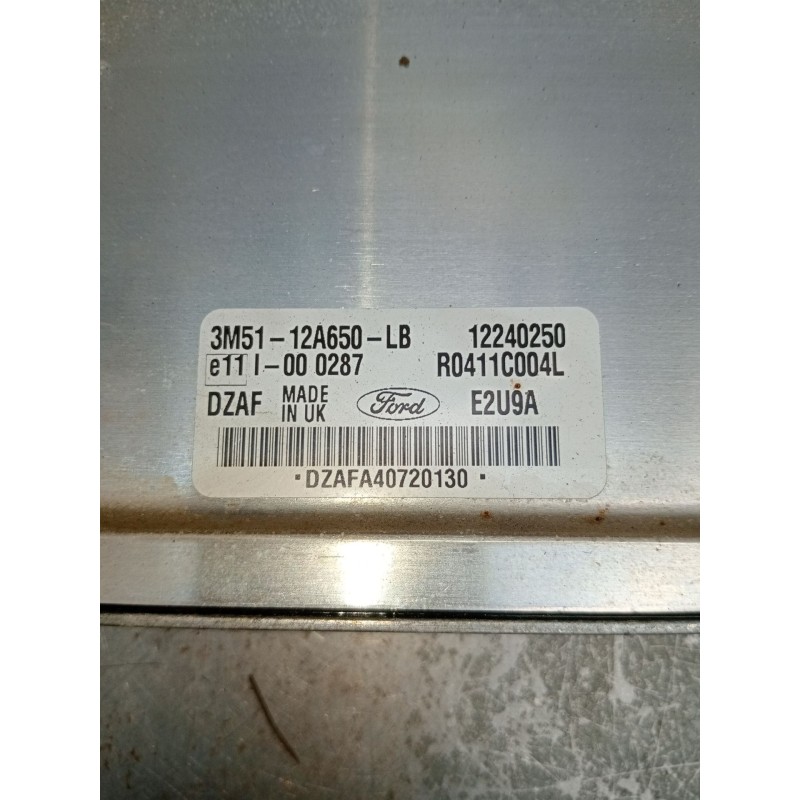 3M51-12A650-LB 12240250
e11 I-00 0287 R0411C004L
DZAF MADE IN UK Ford E2U9A
•DZAFA40720130•